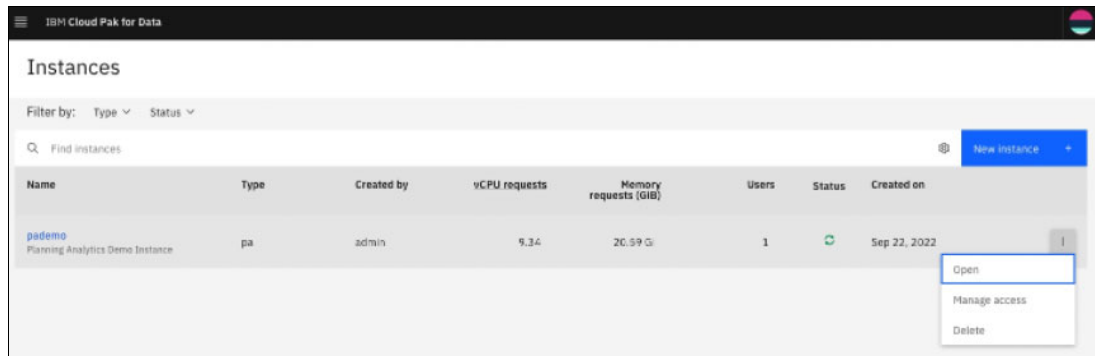 IBM Cloud Pak for Data
Instances
Filter by: Type Status
Find instances
New instance +
Name Type Created by vCPU requests Memory requests (GiB) Users Status Created on
pademo
Planning Analytics Demo Instance
pa admin 9.34 20.59 Gi 1 Sep 22, 2022
Open
Manage access
Delete